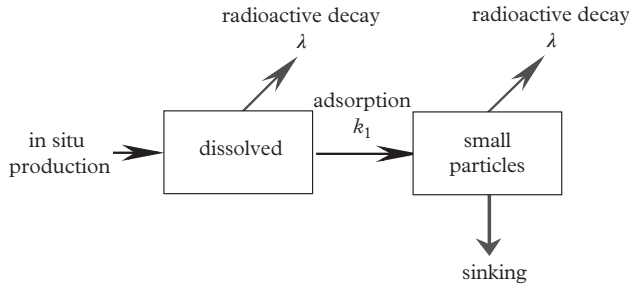 radioactive decay
λ
radioactive decay
λ
adsorption
k1
in situ
production
dissolved
small
particles
sinking